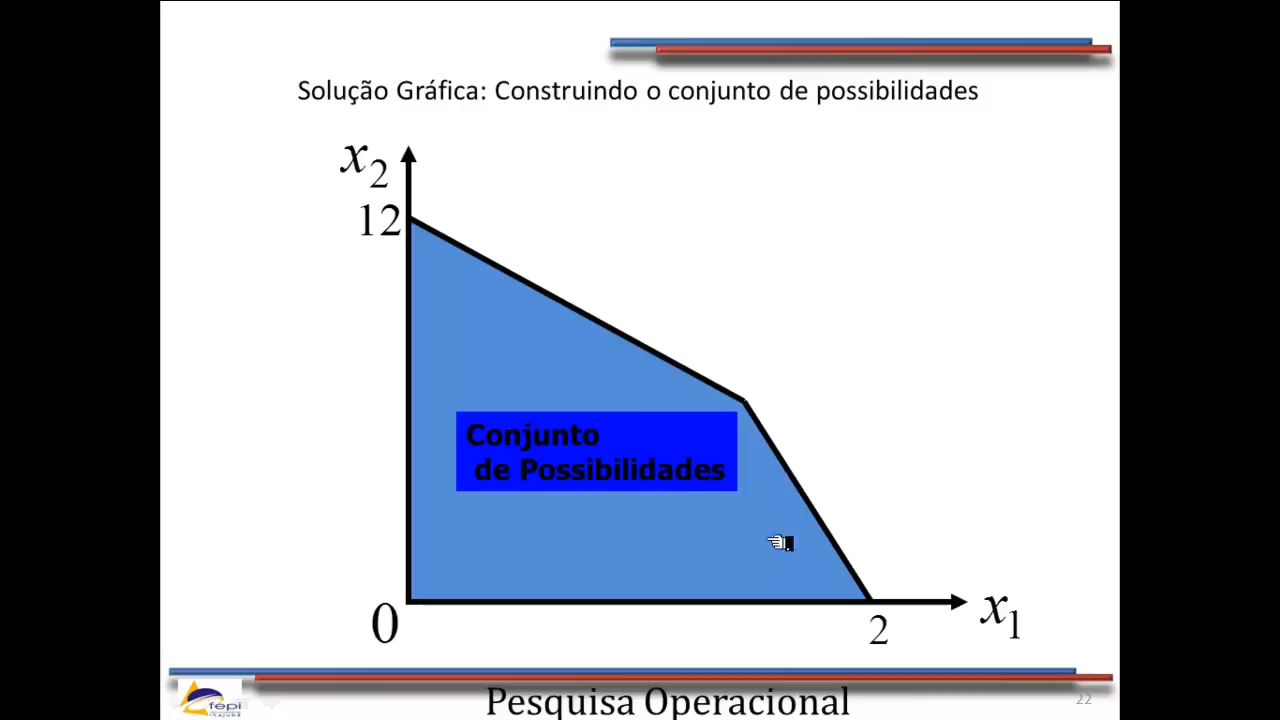 Solução Gráfica: Construindo o conjunto de possibilidades
x2
12
Conjunto
de Possibilidades
0
2
x1
fepi
Pesquisa Operacional
22